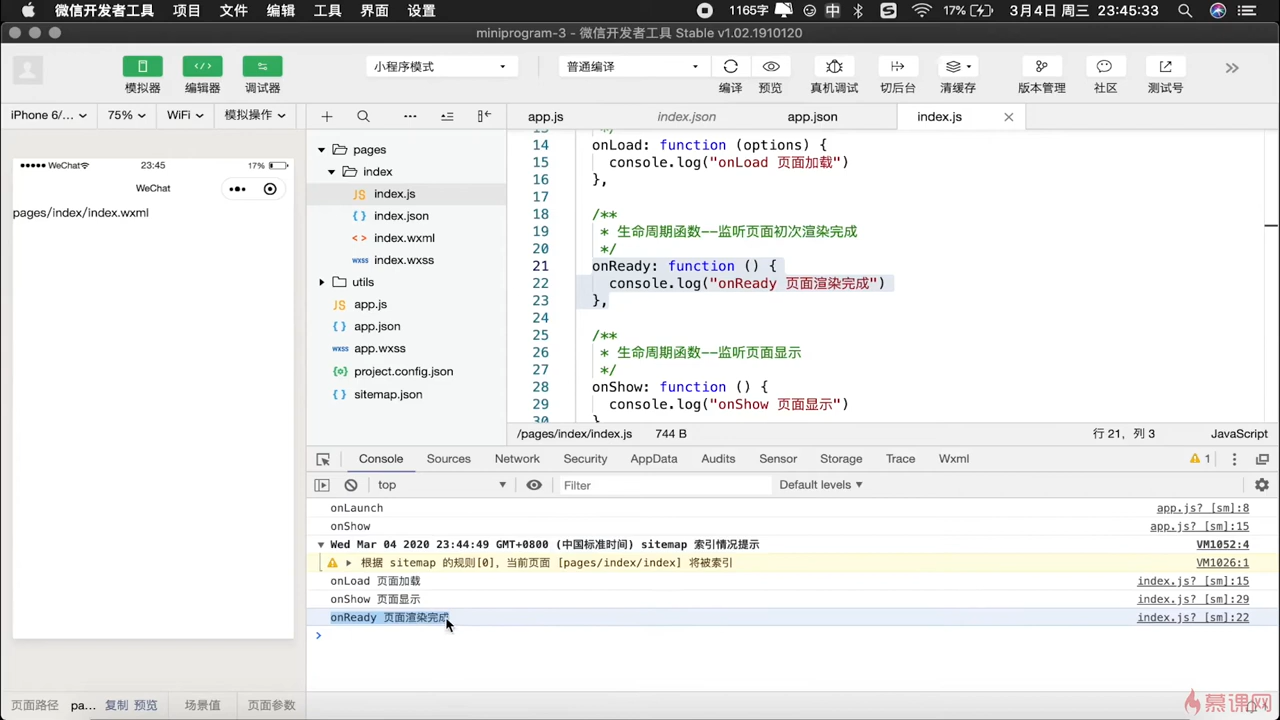 微信开发者工具 项目 文件 编辑 工具 界面 设置 1165字 中 17% 3月4日 周三 23:45:33
miniprogram-3 - 微信开发者工具 Stable v1.02.1910120
模拟器 编辑器 调试器 小程序模式 普通编译 编译 预览 真机调试 切后台 清缓存 版本管理 社区 测试号
iPhone 6/... 75% WiFi 模拟操作
WeChat 23:45 17%
WeChat
pages/index/index.wxml
pages
index
index.js
index.json
index.wxml
index.wxss
utils
app.js
app.json
app.wxss
project.config.json
sitemap.json
app.js index.json app.json index.js
13 */
14 onLoad: function (options) {
15 console.log("onLoad 页面加载")
16 },
17
18 /**
19 * 生命周期函数--监听页面初次渲染完成
20 */
21 onReady: function () {
22 console.log("onReady 页面渲染完成")
23 },
24
25 /**
26 * 生命周期函数--监听页面显示
27 */
28 onShow: function () {
29 console.log("onShow 页面显示")
30 }
/pages/index/index.js 744 B 行 21, 列 3 JavaScript
Console Sources Network Security AppData Audits Sensor Storage Trace Wxml 1
top Filter Default levels
onLaunch app.js? [sm]:8
onShow app.js? [sm]:15
Wed Mar 04 2020 23:44:49 GMT+0800 (中国标准时间) sitemap 索引情况提示 VM1052:4
根据 sitemap 的规则[0], 当前页面 [pages/index/index] 将被索引 VM1026:1
onLoad 页面加载 index.js? [sm]:15
onShow 页面显示 index.js? [sm]:29
onReady 页面渲染完成 index.js? [sm]:22
页面路径 pa... 复制 预览 场景值 页面参数
慕课网